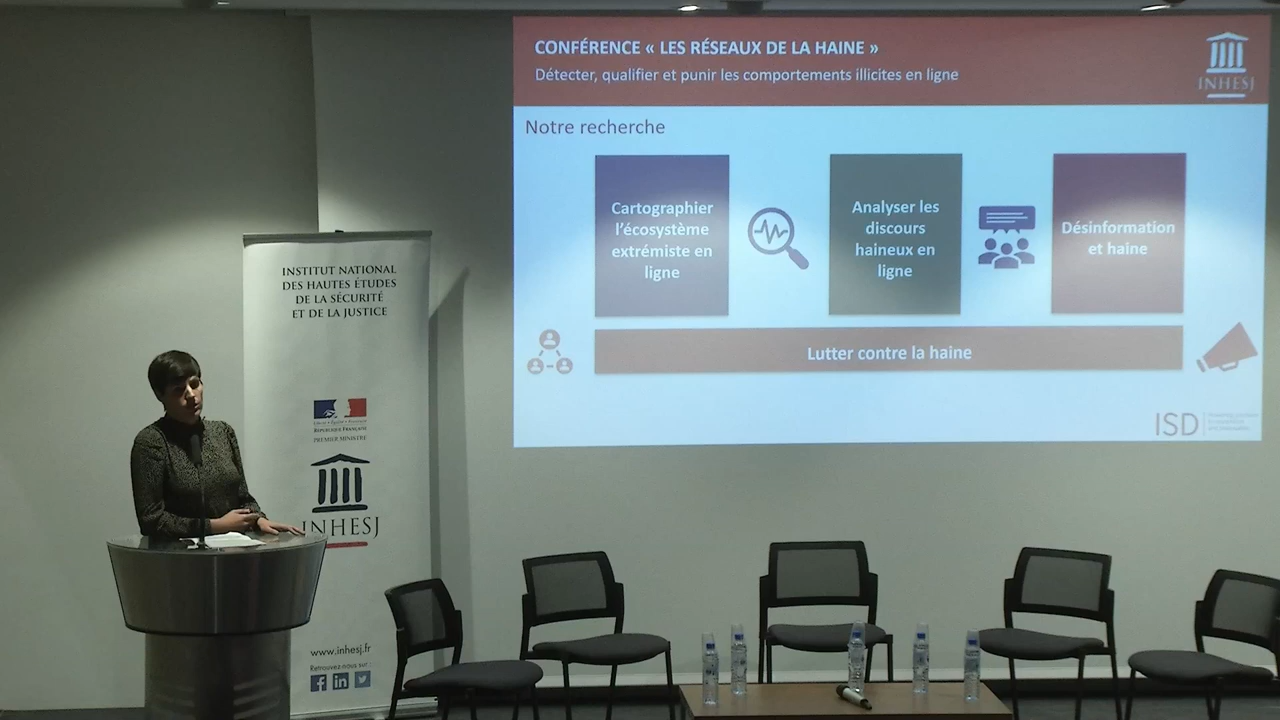 CONFÉRENCE « LES RÉSEAUX DE LA HAINE »
Détecter, qualifier et punir les comportements illicites en ligne
INHESJ
Notre recherche
Cartographier
l'écosystème
extrémiste en
ligne
Analyser les
discours
haineux en
ligne
Désinformation
et haine
Lutter contre la haine
ISD
INSTITUT NATIONAL
DES HAUTES ÉTUDES
DE LA SÉCURITÉ
ET DE LA JUSTICE
RÉPUBLIQUE FRANÇAISE
PREMIER MINISTRE
INHESJ
www.inhesj.fr
Retrouvez-nous sur :